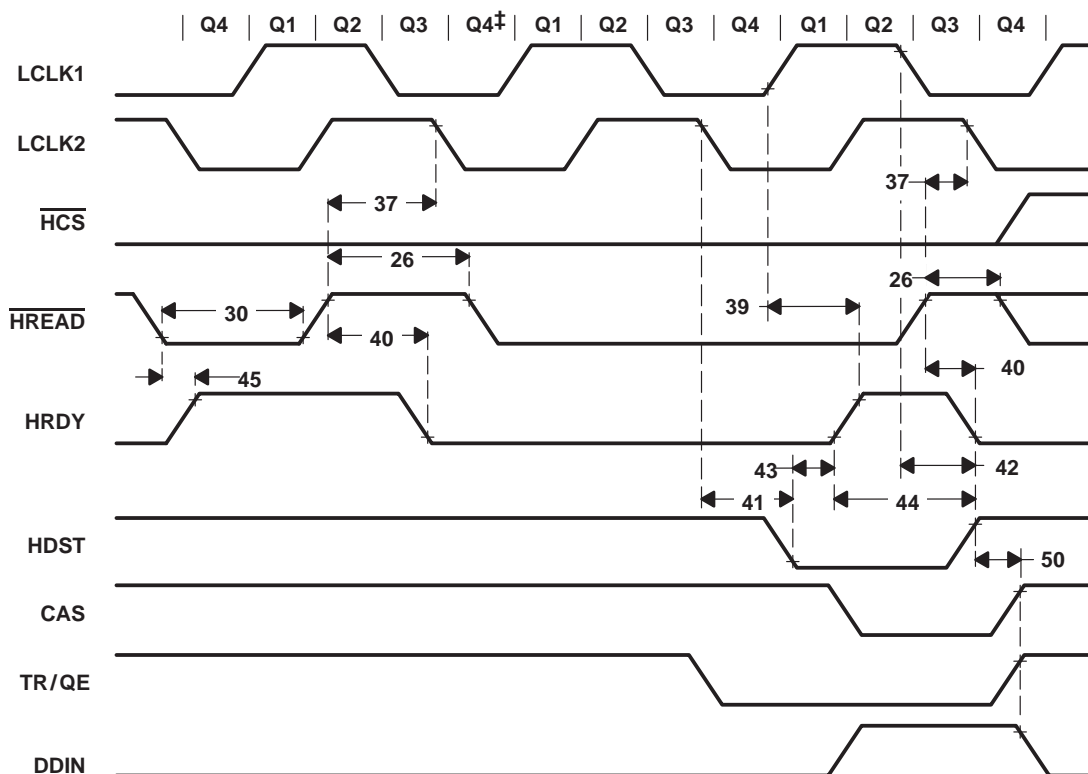 Q4 Q1 Q2 Q3 Q4‡ Q1 Q2 Q3 Q4 Q1 Q2 Q3 Q4
LCLK1
LCLK2
37
37
HCS
26
26
HREAD
30
39
40
40
45
HRDY
43
42
41
44
HDST
50
CAS
TR/QE
DDIN